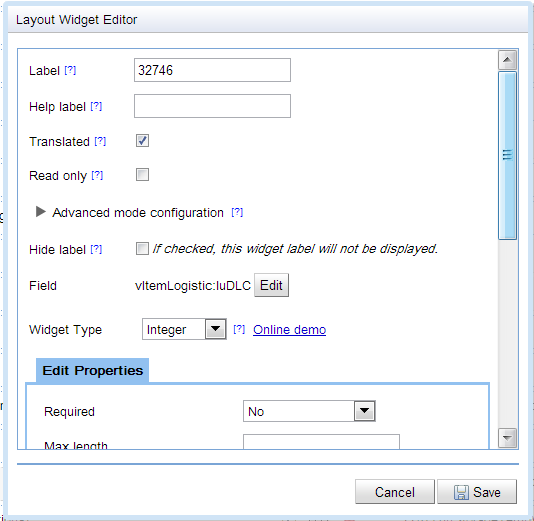 Layout Widget Editor
Label [?] 32746
Help label [?]
Translated [?]
Read only [?]
Advanced mode configuration [?]
Hide label [?] If checked, this widget label will not be displayed.
Field vItemLogistic:luDLC Edit
Widget Type Integer [?] Online demo
Edit Properties
Required No
Max length
Cancel Save